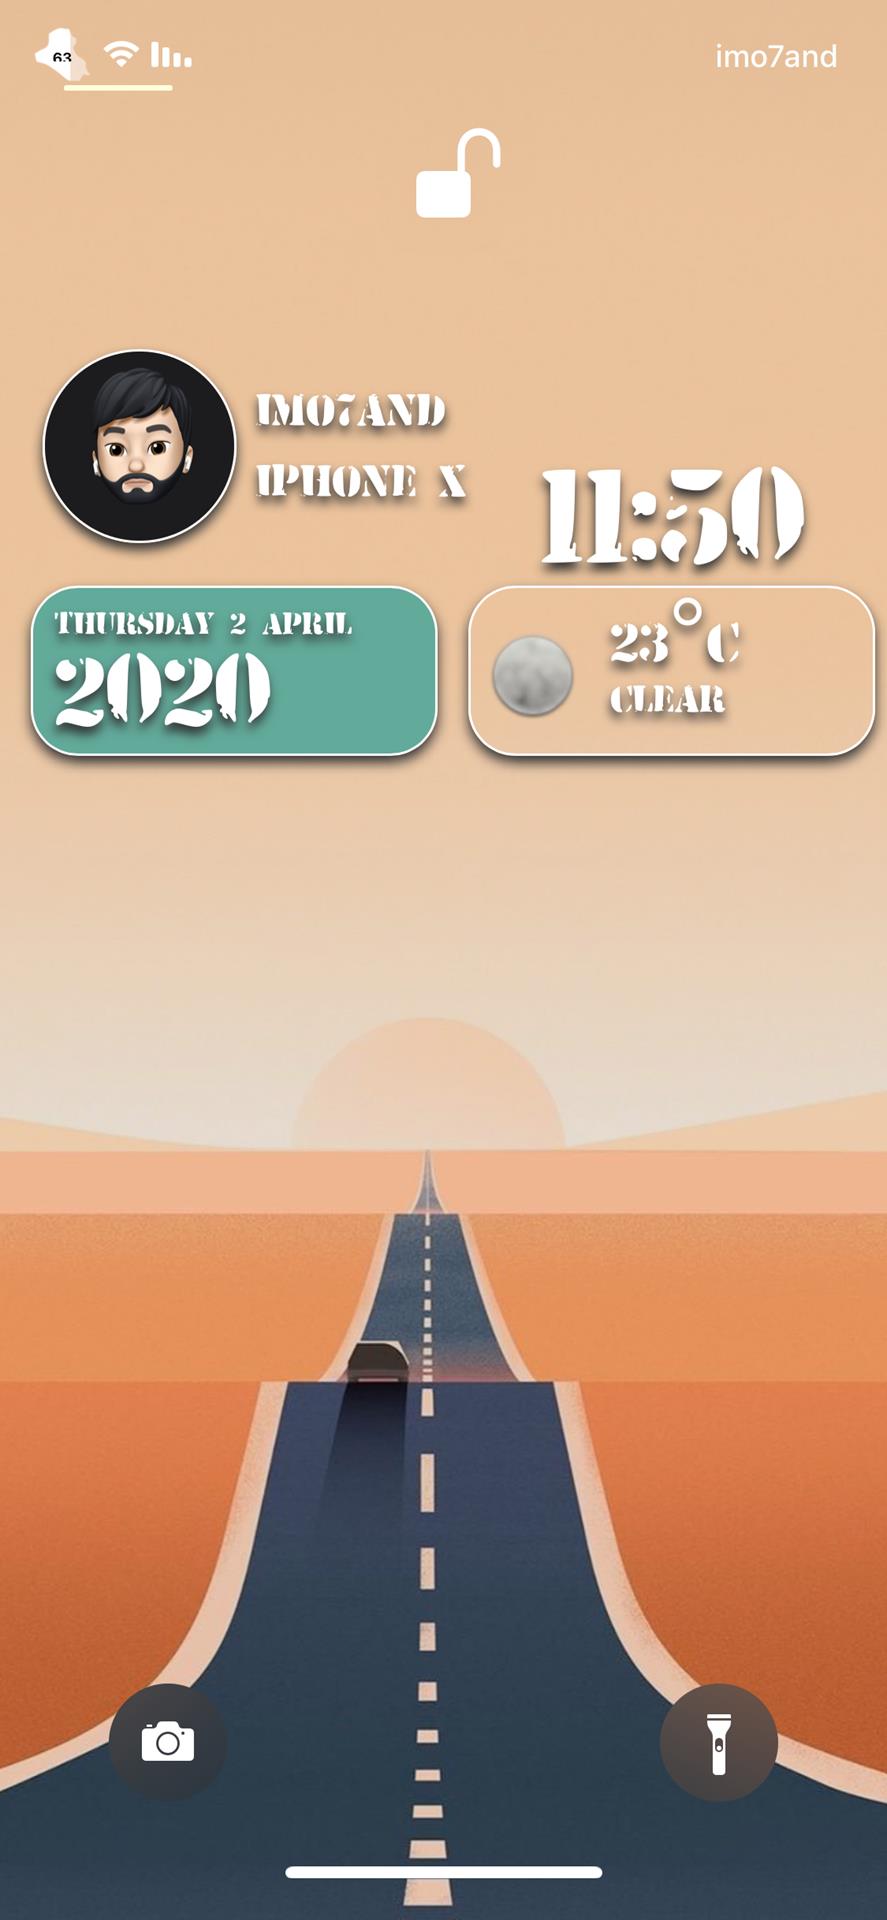 63
imo7and
IMO7AND
IPHONE X
11:50
THURSDAY 2 APRIL
2020
23°C
CLEAR